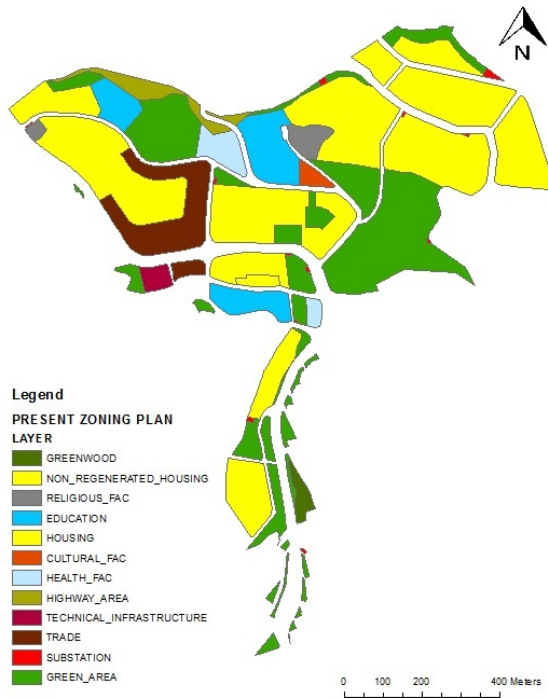 N
Legend
PRESENT ZONING PLAN
LAYER
GREENWOOD
NON_REGENERATED_HOUSING
RELIGIOUS_FAC
EDUCATION
HOUSING
CULTURAL_FAC
HEALTH_FAC
HIGHWAY_AREA
TECHNICAL_INFRASTRUCTURE
TRADE
SUBSTATION
GREEN_AREA
0 100 200 400 Meters